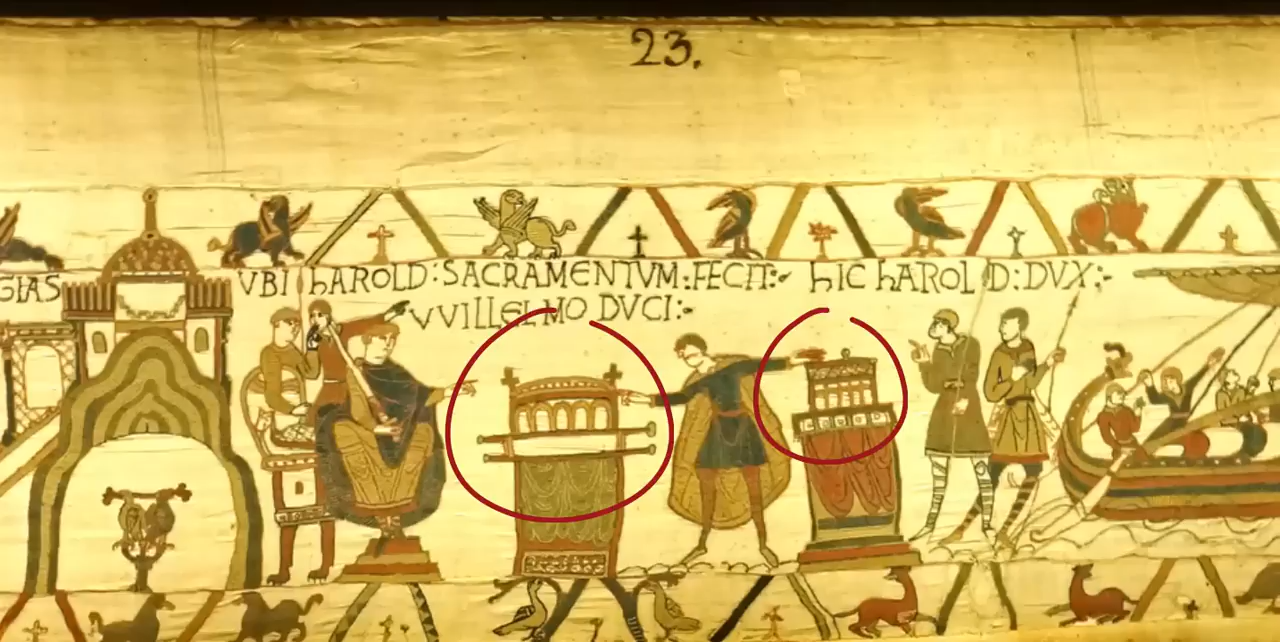 23.
GIAS VBI hAROLD: SACRAMENTVM: FECIT:- hIC hAROLD: DVX:-
VVILLELMO DVCI:-